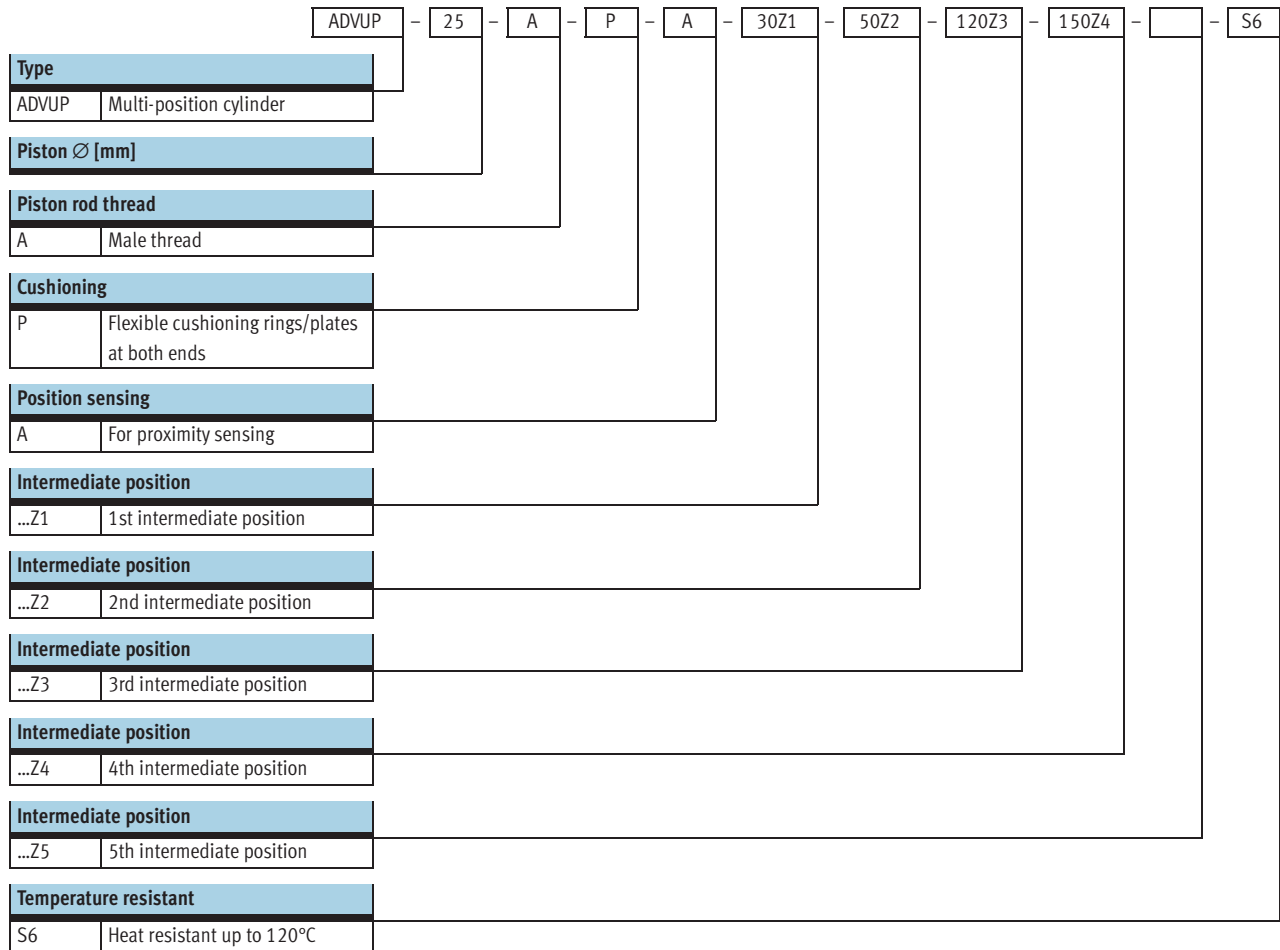 ADVUP – 25 – A – P – A – 30Z1 – 50Z2 – 120Z3 – 150Z4 – – S6
Type
ADVUP Multi-position cylinder
Piston ∅ [mm]
Piston rod thread
A Male thread
Cushioning
P Flexible cushioning rings/plates
at both ends
Position sensing
A For proximity sensing
Intermediate position
...Z1 1st intermediate position
Intermediate position
...Z2 2nd intermediate position
Intermediate position
...Z3 3rd intermediate position
Intermediate position
...Z4 4th intermediate position
Intermediate position
...Z5 5th intermediate position
Temperature resistant
S6 Heat resistant up to 120°C